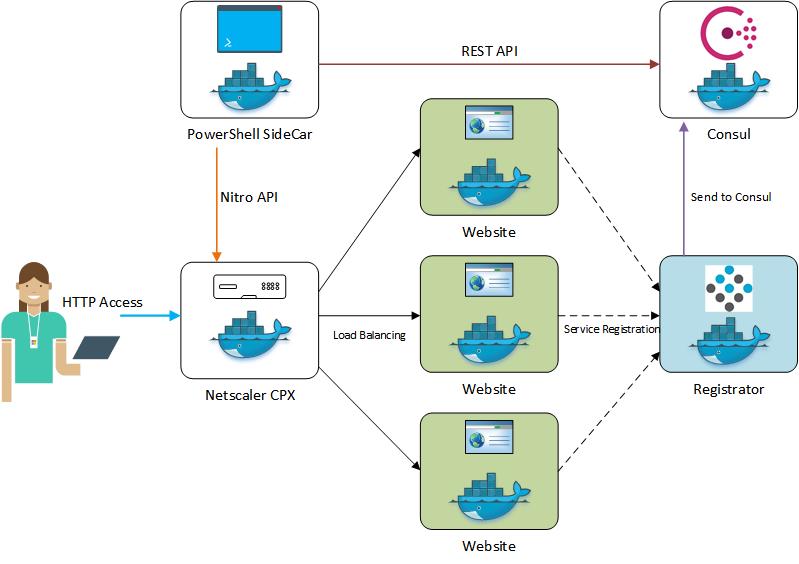 REST API
PowerShell SideCar
Consul
Nitro API
Send to Consul
Website
HTTP Access
Load Balancing
Service Registration
Netscaler CPX
Website
Registrator
Website